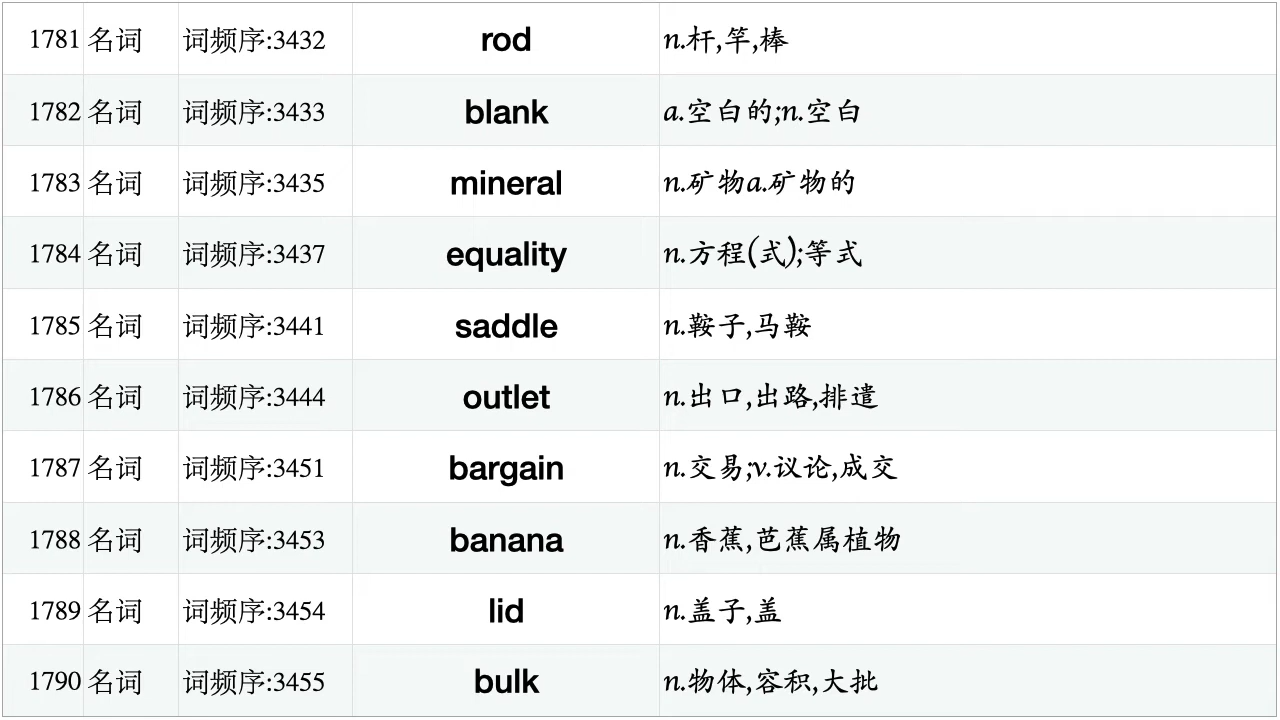 1781 名词 词频序:3432 rod n.杆,竿,棒
1782 名词 词频序:3433 blank a.空白的;n.空白
1783 名词 词频序:3435 mineral n.矿物a.矿物的
1784 名词 词频序:3437 equality n.方程(式);等式
1785 名词 词频序:3441 saddle n.鞍子,马鞍
1786 名词 词频序:3444 outlet n.出口,出路,排遣
1787 名词 词频序:3451 bargain n.交易;v.议论,成交
1788 名词 词频序:3453 banana n.香蕉,芭蕉属植物
1789 名词 词频序:3454 lid n.盖子,盖
1790 名词 词频序:3455 bulk n.物体,容积,大批